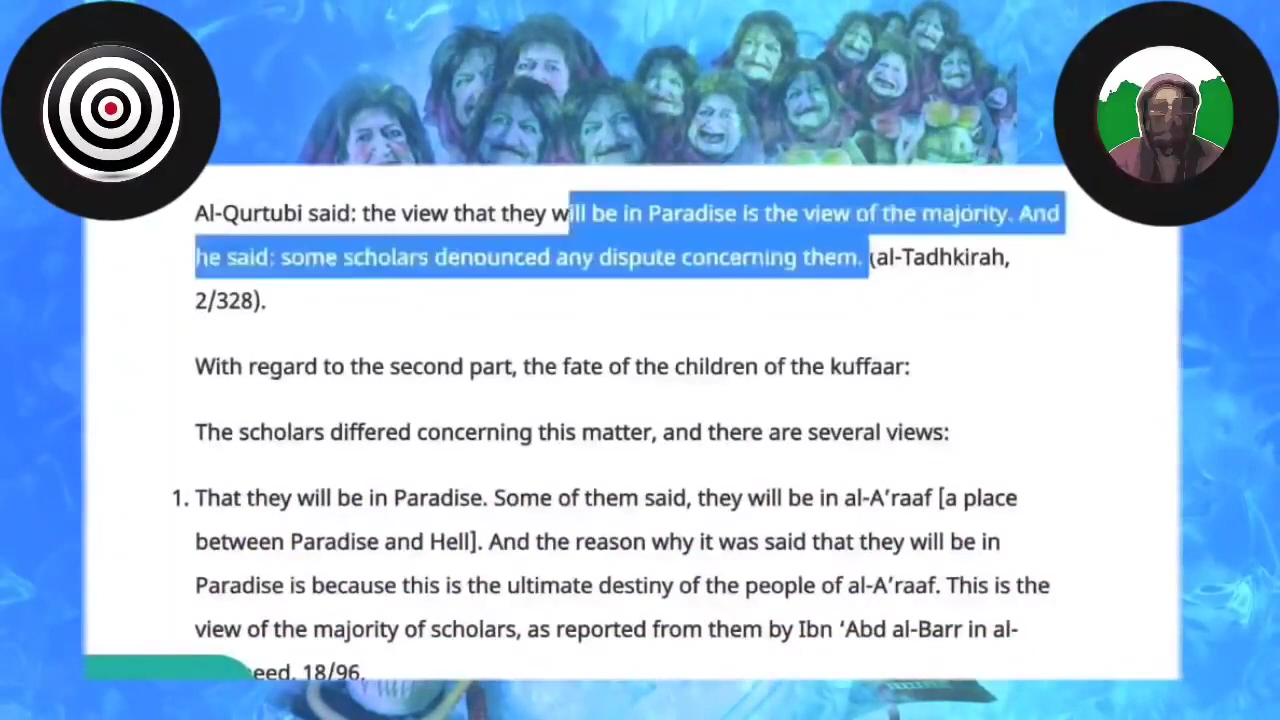 Al-Qurtubi said: the view that they will be in Paradise is the view of the majority. And
he said: some scholars denounced any dispute concerning them. (al-Tadhkirah,
2/328).
With regard to the second part, the fate of the children of the kuffaar:
The scholars differed concerning this matter, and there are several views:
1. That they will be in Paradise. Some of them said, they will be in al-A’raaf [a place
between Paradise and Hell]. And the reason why it was said that they will be in
Paradise is because this is the ultimate destiny of the people of al-A’raaf. This is the
view of the majority of scholars, as reported from them by Ibn ‘Abd al-Barr in al-
eed, 18/96.